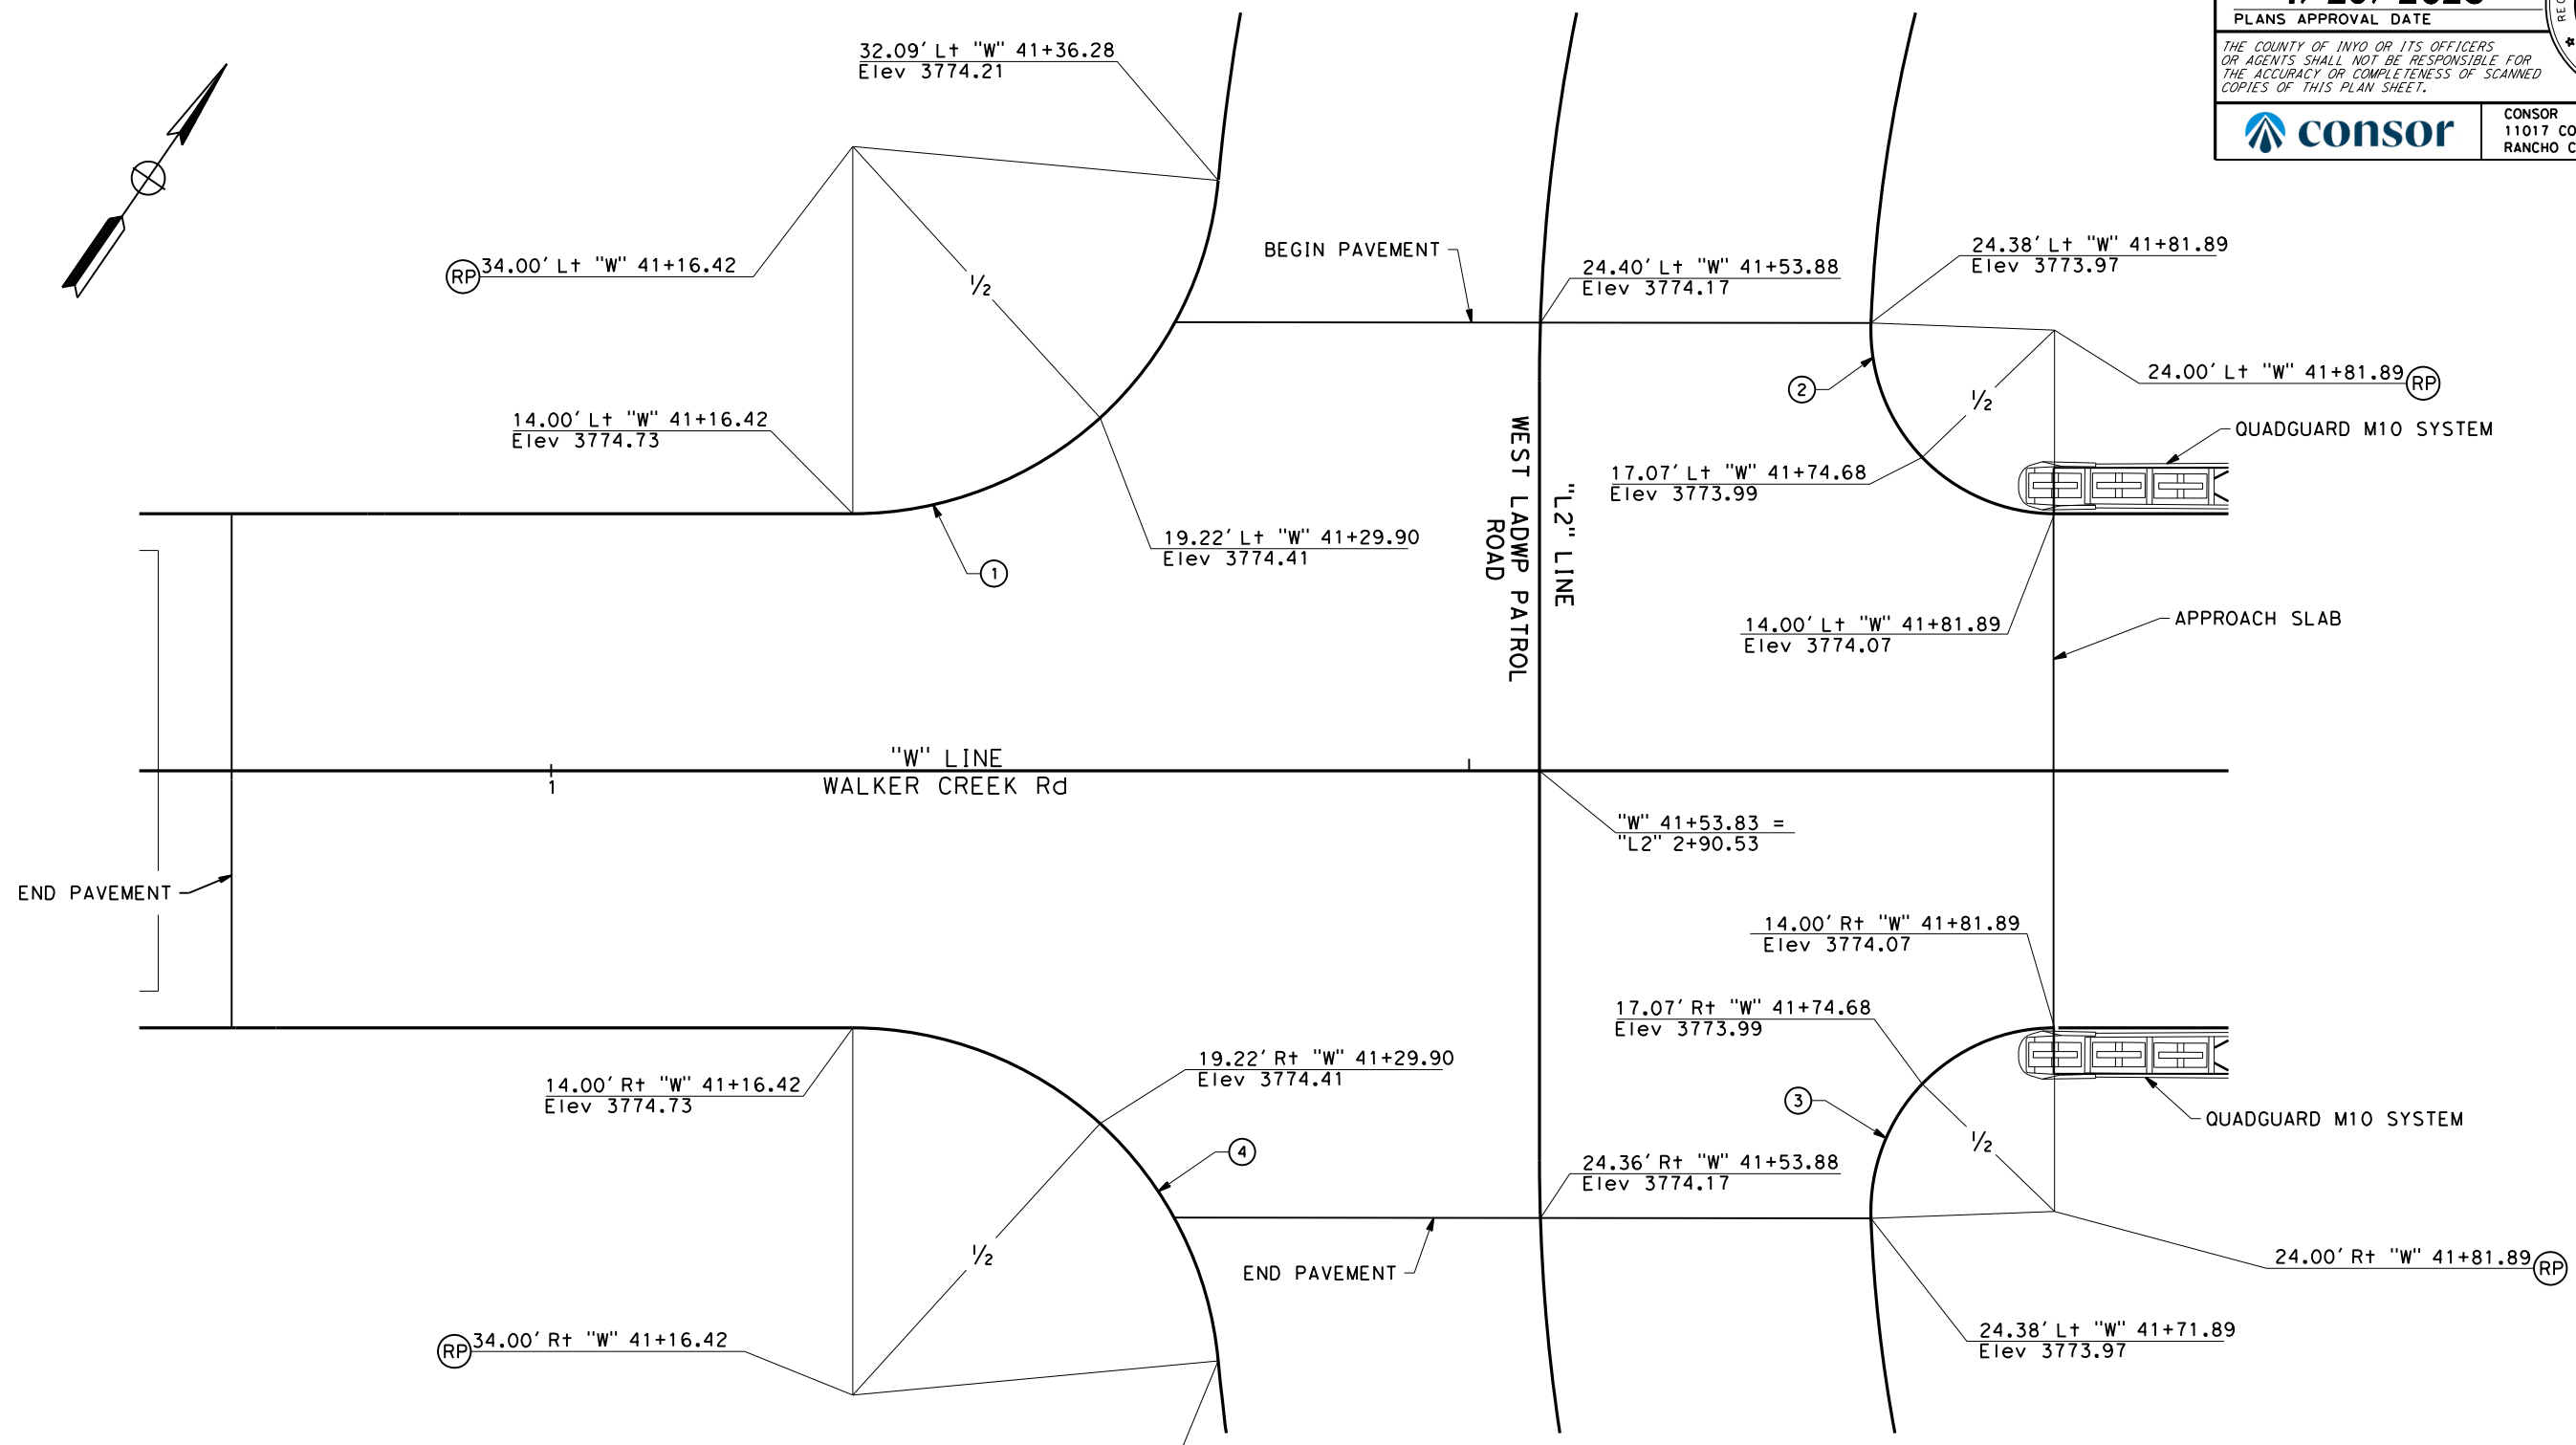 PLANS APPROVAL DATE
THE COUNTY OF INYO OR ITS OFFICERS
OR AGENTS SHALL NOT BE RESPONSIBLE FOR
THE ACCURACY OR COMPLETENESS OF SCANNED
COPIES OF THIS PLAN SHEET.
consor
CONSOR
11017
RANCHO
32.09' Lt "W" 41+36.28
Elev 3774.21
RP 34.00' Lt "W" 41+16.42
1/2
BEGIN PAVEMENT
24.40' Lt "W" 41+53.88
Elev 3774.17
24.38' Lt "W" 41+81.89
Elev 3773.97
2
24.00' Lt "W" 41+81.89 RP
1/2
QUADGUARD M10 SYSTEM
14.00' Lt "W" 41+16.42
Elev 3774.73
17.07' Lt "W" 41+74.68
Elev 3773.99
WEST LADWP PATROL
ROAD
"L2" LINE
19.22' Lt "W" 41+29.90
Elev 3774.41
1
14.00' Lt "W" 41+81.89
Elev 3774.07
APPROACH SLAB
"W" LINE
1
WALKER CREEK Rd
"W" 41+53.83 =
"L2" 2+90.53
END PAVEMENT
14.00' Rt "W" 41+81.89
Elev 3774.07
17.07' Rt "W" 41+74.68
Elev 3773.99
19.22' Rt "W" 41+29.90
Elev 3774.41
14.00' Rt "W" 41+16.42
Elev 3774.73
3
QUADGUARD M10 SYSTEM
1/2
4
24.36' Rt "W" 41+53.88
Elev 3774.17
1/2
END PAVEMENT
24.00' Rt "W" 41+81.89 RP
RP 34.00' Rt "W" 41+16.42
24.38' Lt "W" 41+71.89
Elev 3773.97